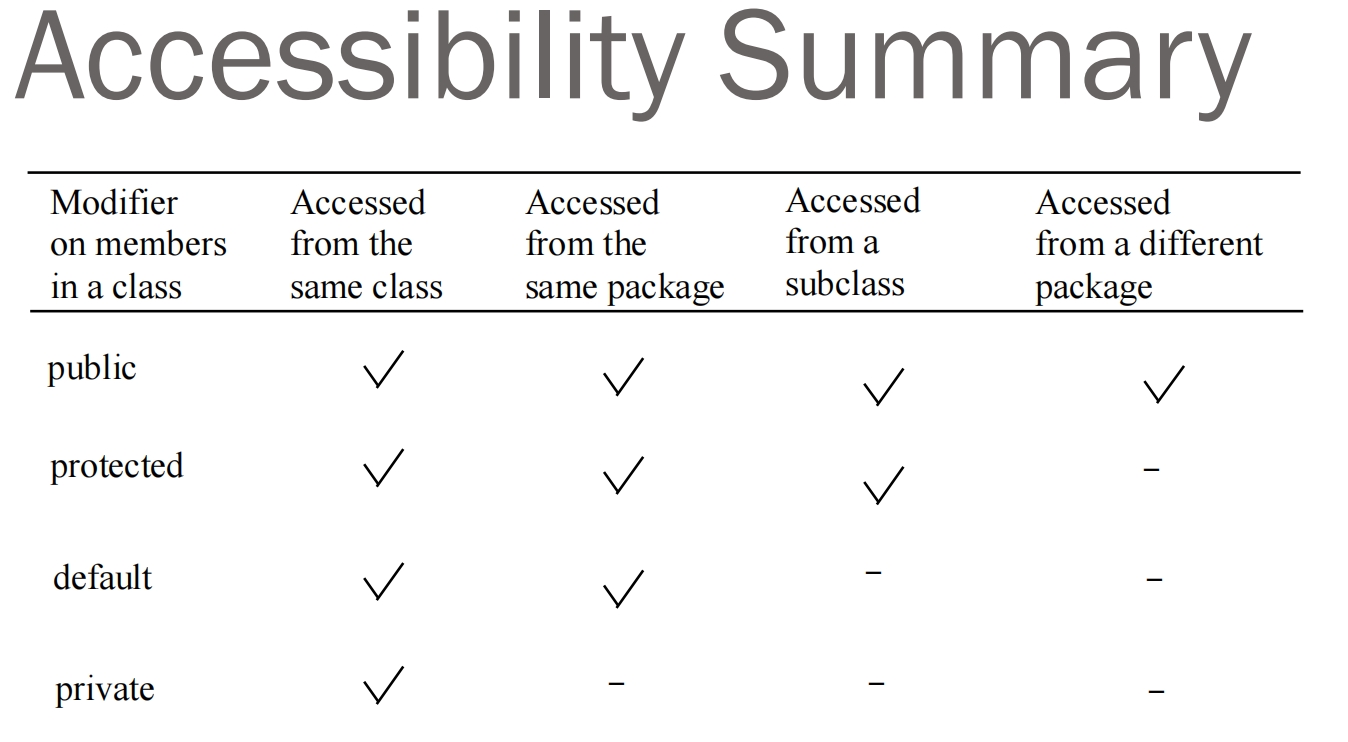 Accessibility Summary
Modifier on members in a class Accessed from the same class Accessed from the same package Accessed from a subclass Accessed from a different package
public ✓ ✓ ✓ ✓
protected ✓ ✓ ✓ –
default ✓ ✓ – –
private ✓ – – –